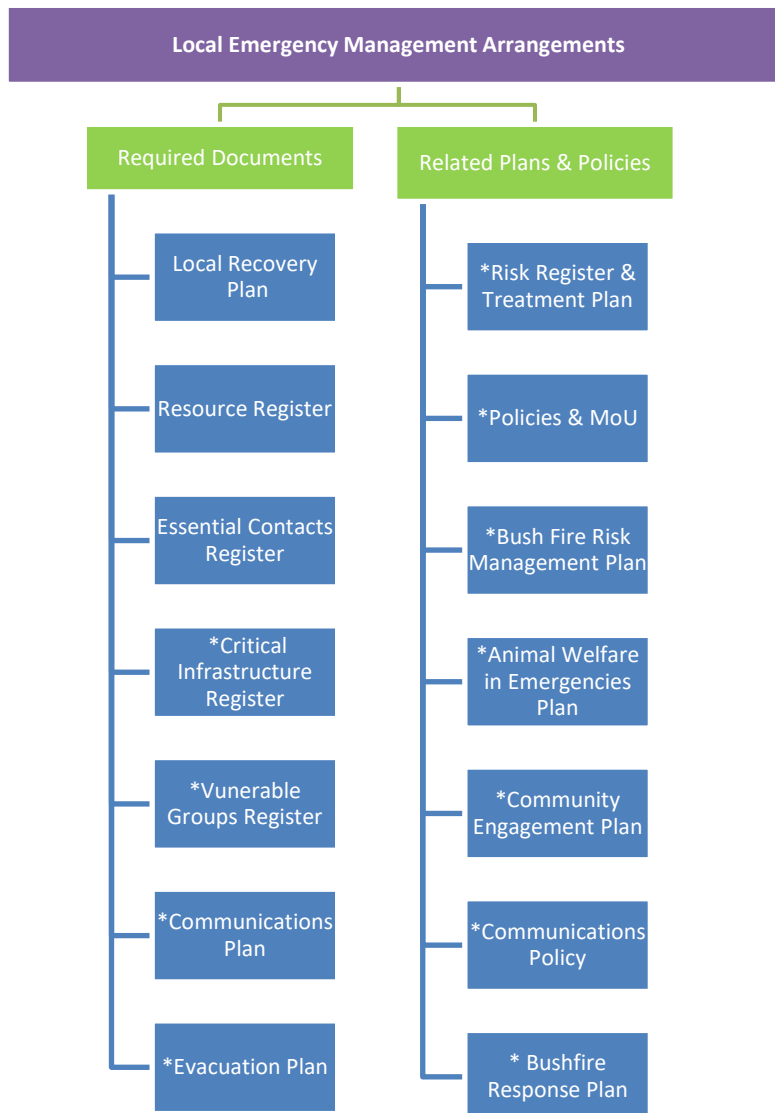 Local Emergency Management Arrangements
Required Documents
Local Recovery
Plan
Resource Register
Essential Contacts
Register
*Critical
Infrastructure
Register
*Vunerable
Groups Register
*Communications
Plan
*Evacuation Plan
Related Plans & Policies
*Risk Register &
Treatment Plan
*Policies & MoU
*Bush Fire Risk
Management Plan
*Animal Welfare
in Emergencies
Plan
*Community
Engagement Plan
*Communications
Policy
* Bushfire
Response Plan